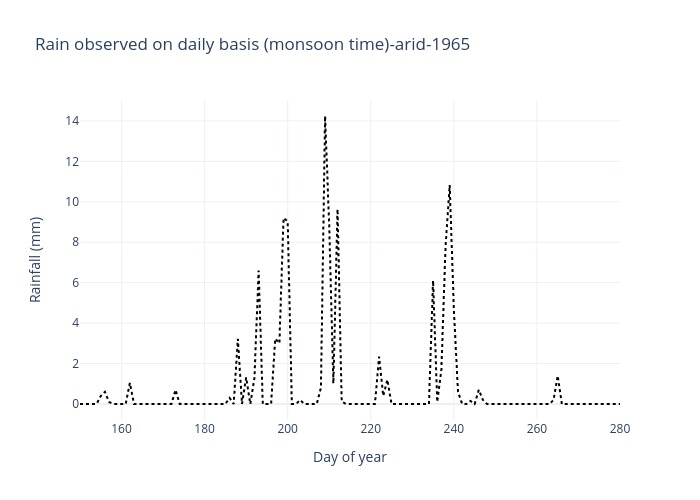 Rain observed on daily basis (monsoon time)-arid-1965
14
12
10
8
6
4
2
0
Rainfall (mm)
160 180 200 220 240 260 280
Day of year